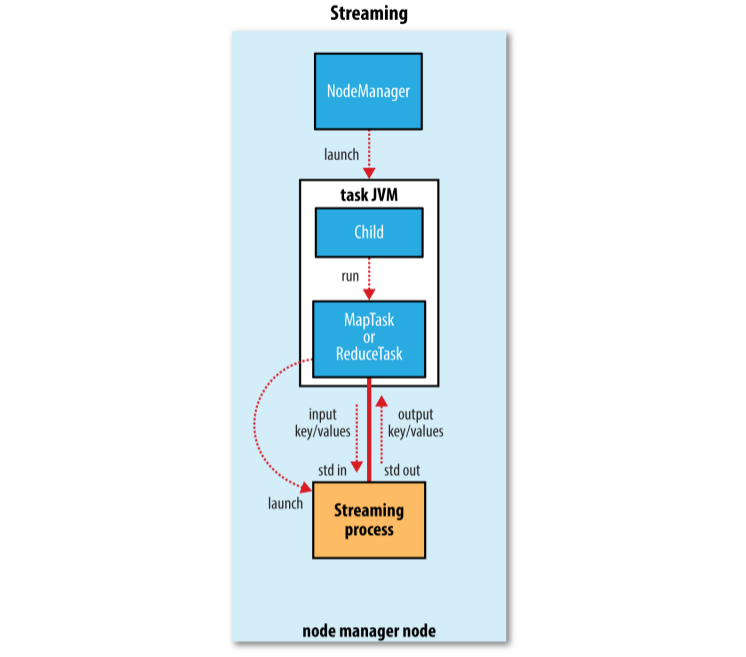 Streaming
NodeManager
launch
task JVM
Child
run
MapTask
or
ReduceTask
input
key/values
output
key/values
std in
std out
launch
Streaming
process
node manager node